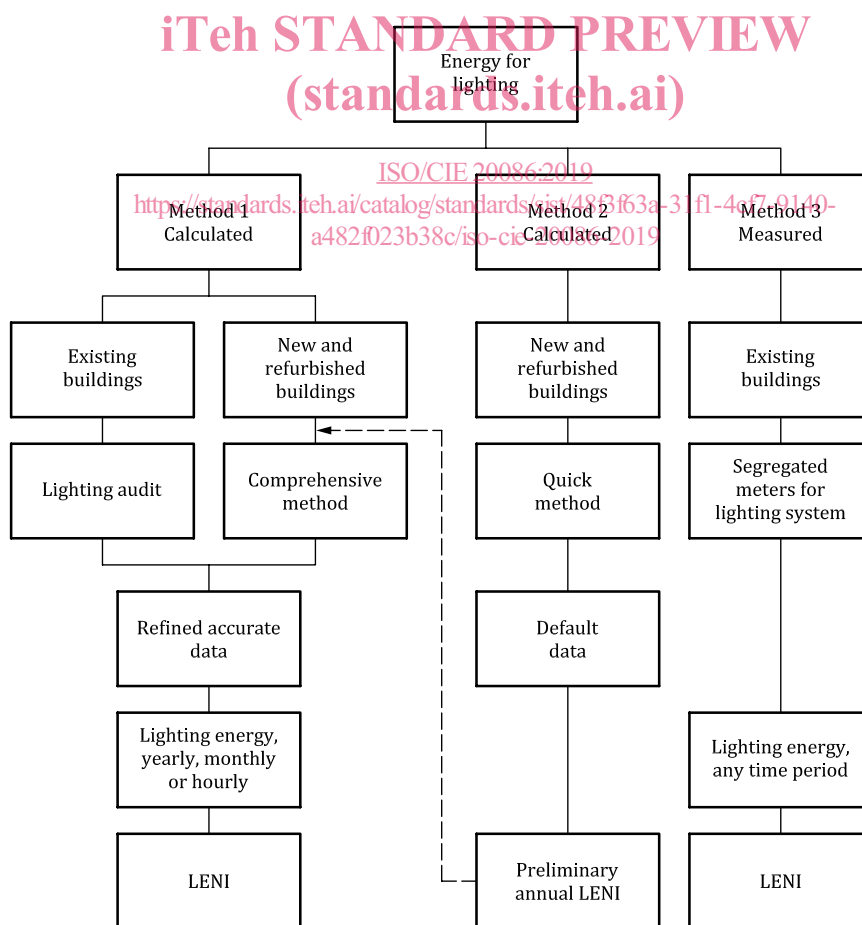 iTeh STANDARD PREVIEW
(standards.iteh.ai)
Energy for
lighting
ISO/CIE 20086:2019
https://standards.iteh.ai/catalog/standards/sist/48f3f63a-31f1-4cf7-9140-
a482f023b38c/iso-cie-20086-2019
Method 1
Calculated
Method 2
Calculated
Method 3
Measured
Existing
buildings
New and
refurbished
buildings
New and
refurbished
buildings
Existing
buildings
Lighting audit
Comprehensive
method
Quick
method
Segregated
meters for
lighting system
Refined accurate
data
Default
data
Lighting energy,
yearly, monthly
or hourly
Lighting energy,
any time period
LENI
Preliminary
annual LENI
LENI